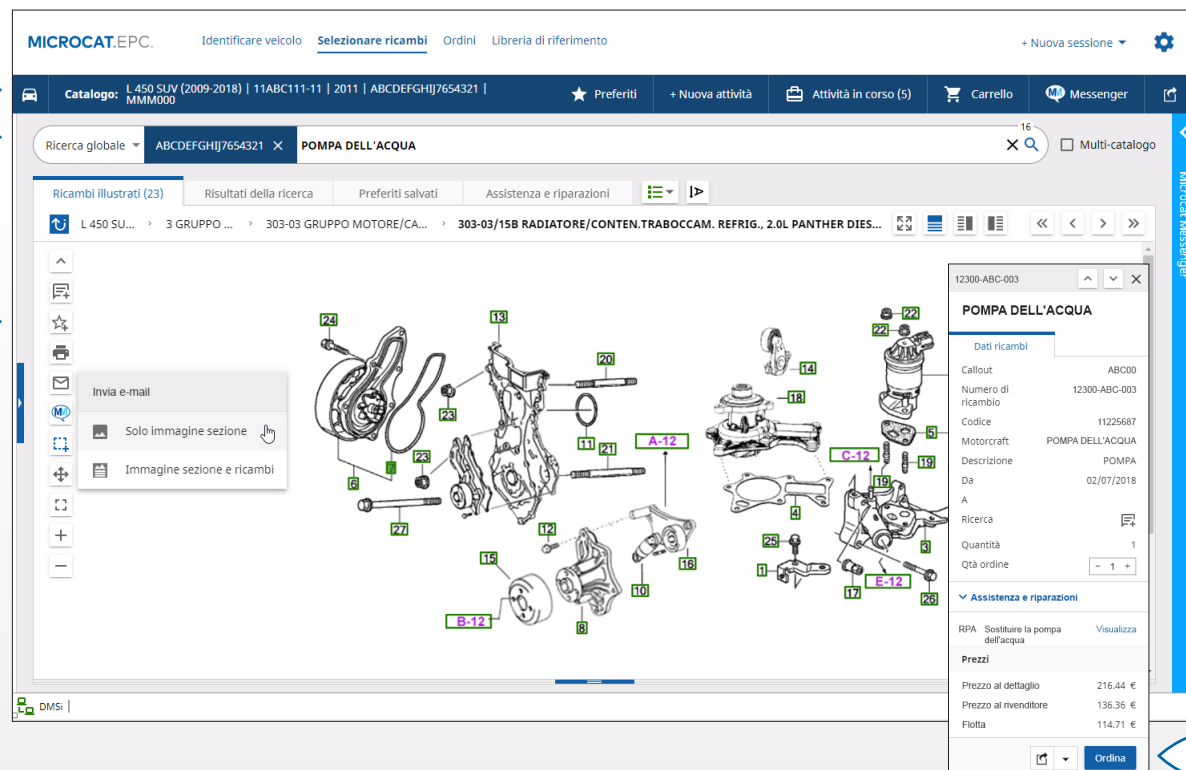 MICROCAT.EPC.
Identificare veicolo Selezionare ricambi Ordini Libreria di riferimento
+ Nuova sessione
Catalogo: L 450 SUV (2009-2018) | 11ABC111-11 | 2011 | ABCDEFGHIJ7654321 |
MMM000
Preferiti + Nuova attività Attività in corso (5) Carrello Messenger
Ricerca globale ABCDEFGHIJ7654321 POMPA DELL'ACQUA 16 Multi-catalogo
Microcat Messenger
Ricambi illustrati (23) Risultati della ricerca Preferiti salvati Assistenza e riparazioni
L 450 SU... 3 GRUPPO ... 303-03 GRUPPO MOTORE/CA... 303-03/15B RADIATORE/CONTEN.TRABOCCAM. REFRIG., 2.0L PANTHER DIES...
Invia e-mail
Solo immagine sezione
Immagine sezione e ricambi
24 13 22
22
20 14
23 18
11 A-12 5
23 21 C-12 19
7 19
6 4
27 12 25 3
15 16 1
10 17 E-12 26
B-12 8
12300-ABC-003
POMPA DELL'ACQUA
Dati ricambi
Callout ABC00
Numero di 12300-ABC-003
ricambio
Codice 11225687
Motorcraft POMPA DELL'ACQUA
Descrizione POMPA
Da 02/07/2018
A
Ricerca
Quantità 1
Qtà ordine - 1 +
Assistenza e riparazioni
RPA Sostituire la pompa Visualizza
dell'acqua
Prezzi
Prezzo al dettaglio 216.44 €
Prezzo al rivenditore 136.36 €
Flotta 114.71 €
Ordina
DMSi